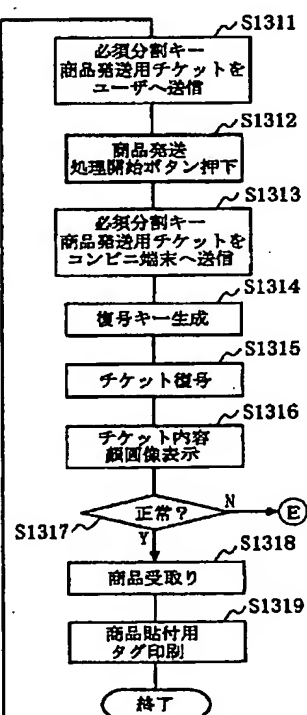 S1311
必須分割キー
商品発送用チケットを
ユーザへ送信
S1312
商品発送
処理開始ボタン押下
S1313
必須分割キー
商品発送用チケットを
コンビニ端末へ送信
S1314
復号キー生成
S1315
チケット復号
S1316
チケット内容
顔画像表示
S1317
正常？
N
E
Y
S1318
商品受取り
S1319
商品貼付用
タグ印刷
終了